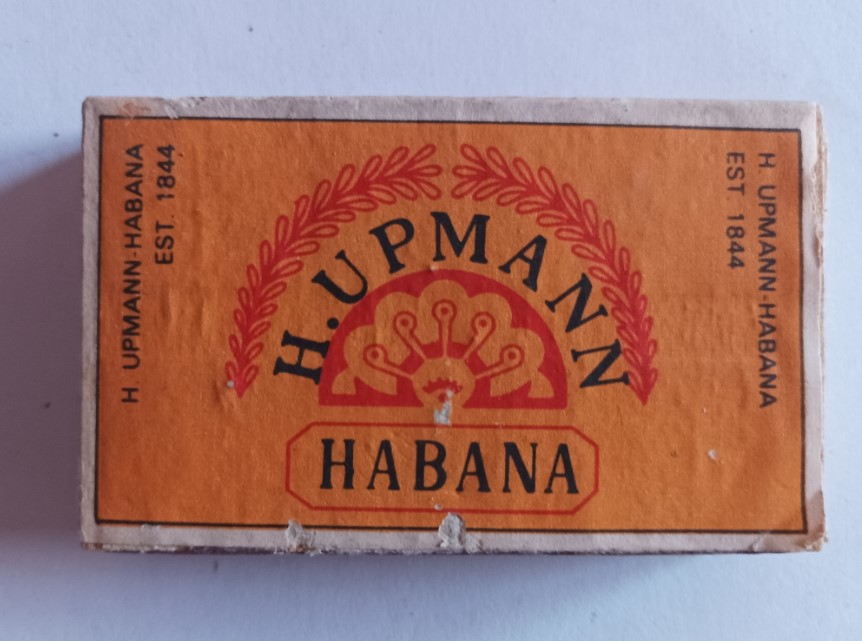 H. UPMANN-HABANA
EST. 1844
H.UPMANN
HABANA
H. UPMANN-HABANA
EST. 1844